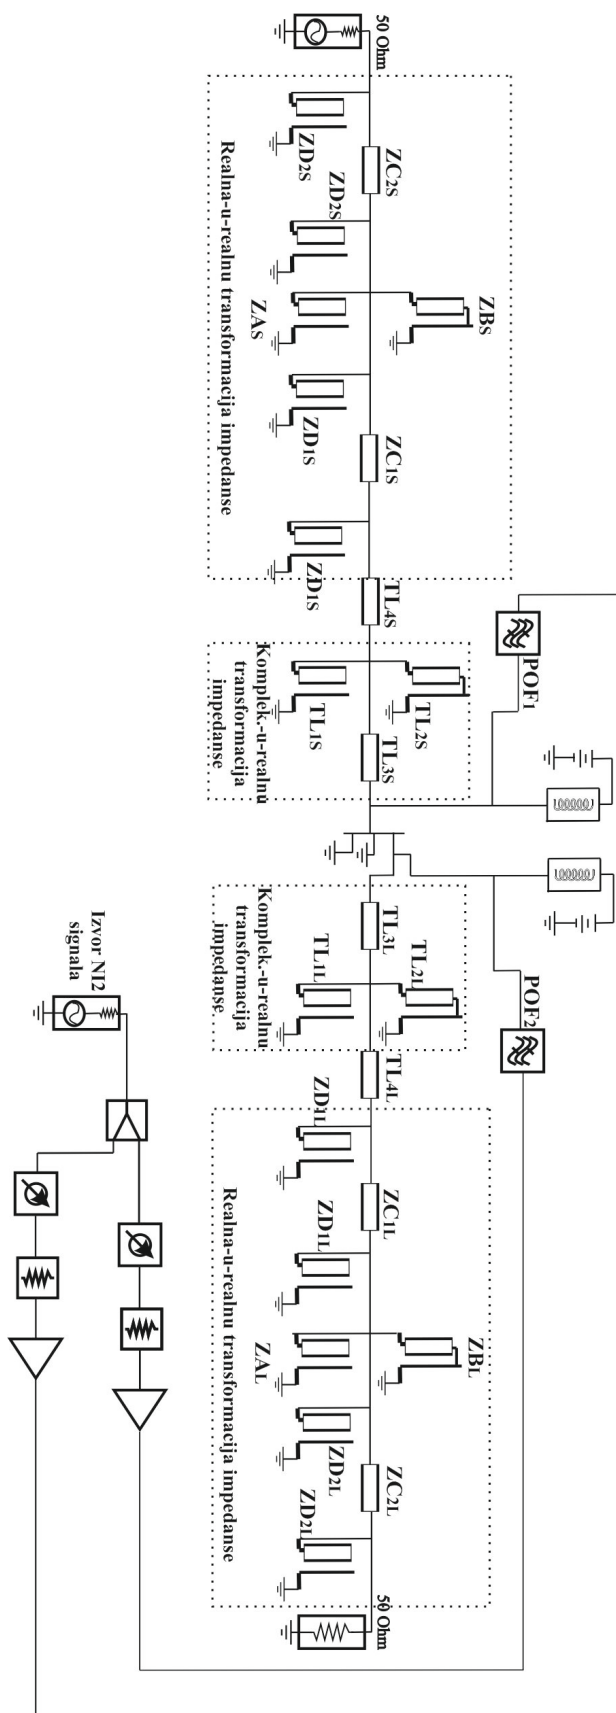 50 Ohm
ZD2S
ZC2S
ZD2S
ZAS
ZBS
ZD1S
ZC1S
ZD1S
Realna-u-realnu transformacija impedanse
TL4S
TL1S
TL2S
TL3S
Komplek.-u-realnu
transformacija
impedanse
POF1
POF2
TL3L
TL1L
TL2L
Komplek.-u-realnu
transformacija
impedanse
TL4L
ZD1L
ZC1L
ZD1L
ZAL
ZBL
ZD2L
ZC2L
ZD2L
Realna-u-realnu transformacija impedanse
50 Ohm
Izvor NI2
signala